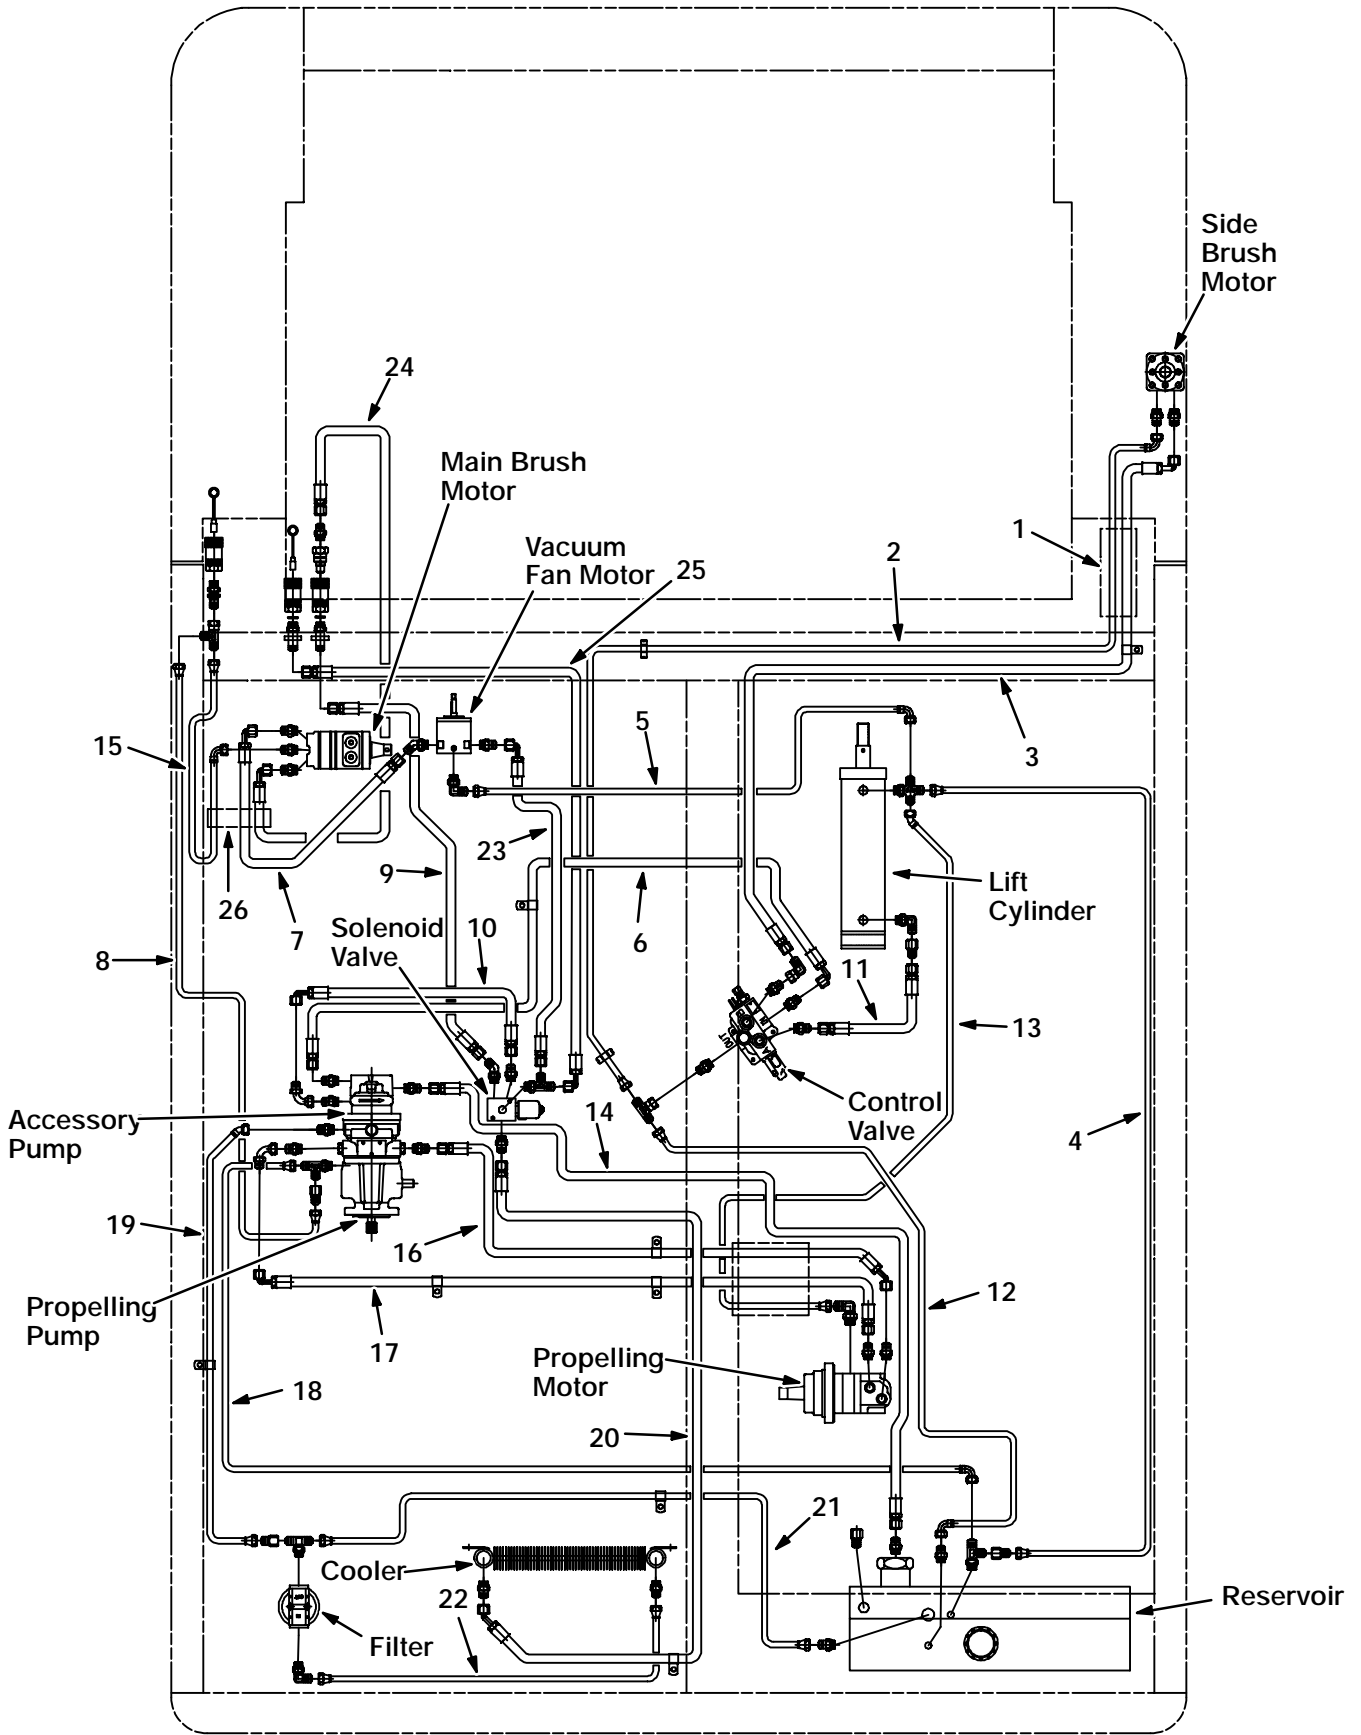 Side
Brush
Motor
24
Main Brush
Motor
1
Vacuum
Fan Motor
25
2
15
5
3
23
9
26
7
6
Lift
Cylinder
8
Solenoid
Valve
10
11
13
OUT
Accessory
Pump
14
Control
Valve
4
19
16
12
Propelling
Pump
17
Propelling
Motor
18
20
21
Cooler
22
Reservoir
Filter